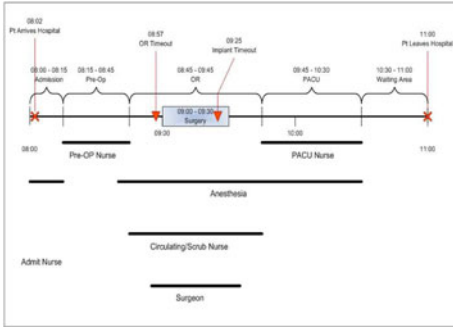 08:02
Pt Arrives Hospital
08:57
OR Timeout
09:25
Implant Timeout
11:00
Pt Leaves Hospital
08:00 - 08:15
Admission
08:15 - 08:45
Pre-Op
08:45 - 09:45
OR
09:45 - 10:30
PACU
10:30 - 11:00
Waiting Area
09:00 - 09:30
Surgery
08:00
09:00
10:00
11:00
Pre-OP Nurse
PACU Nurse
Anesthesia
Circulating/Scrub Nurse
Admit Nurse
Surgeon